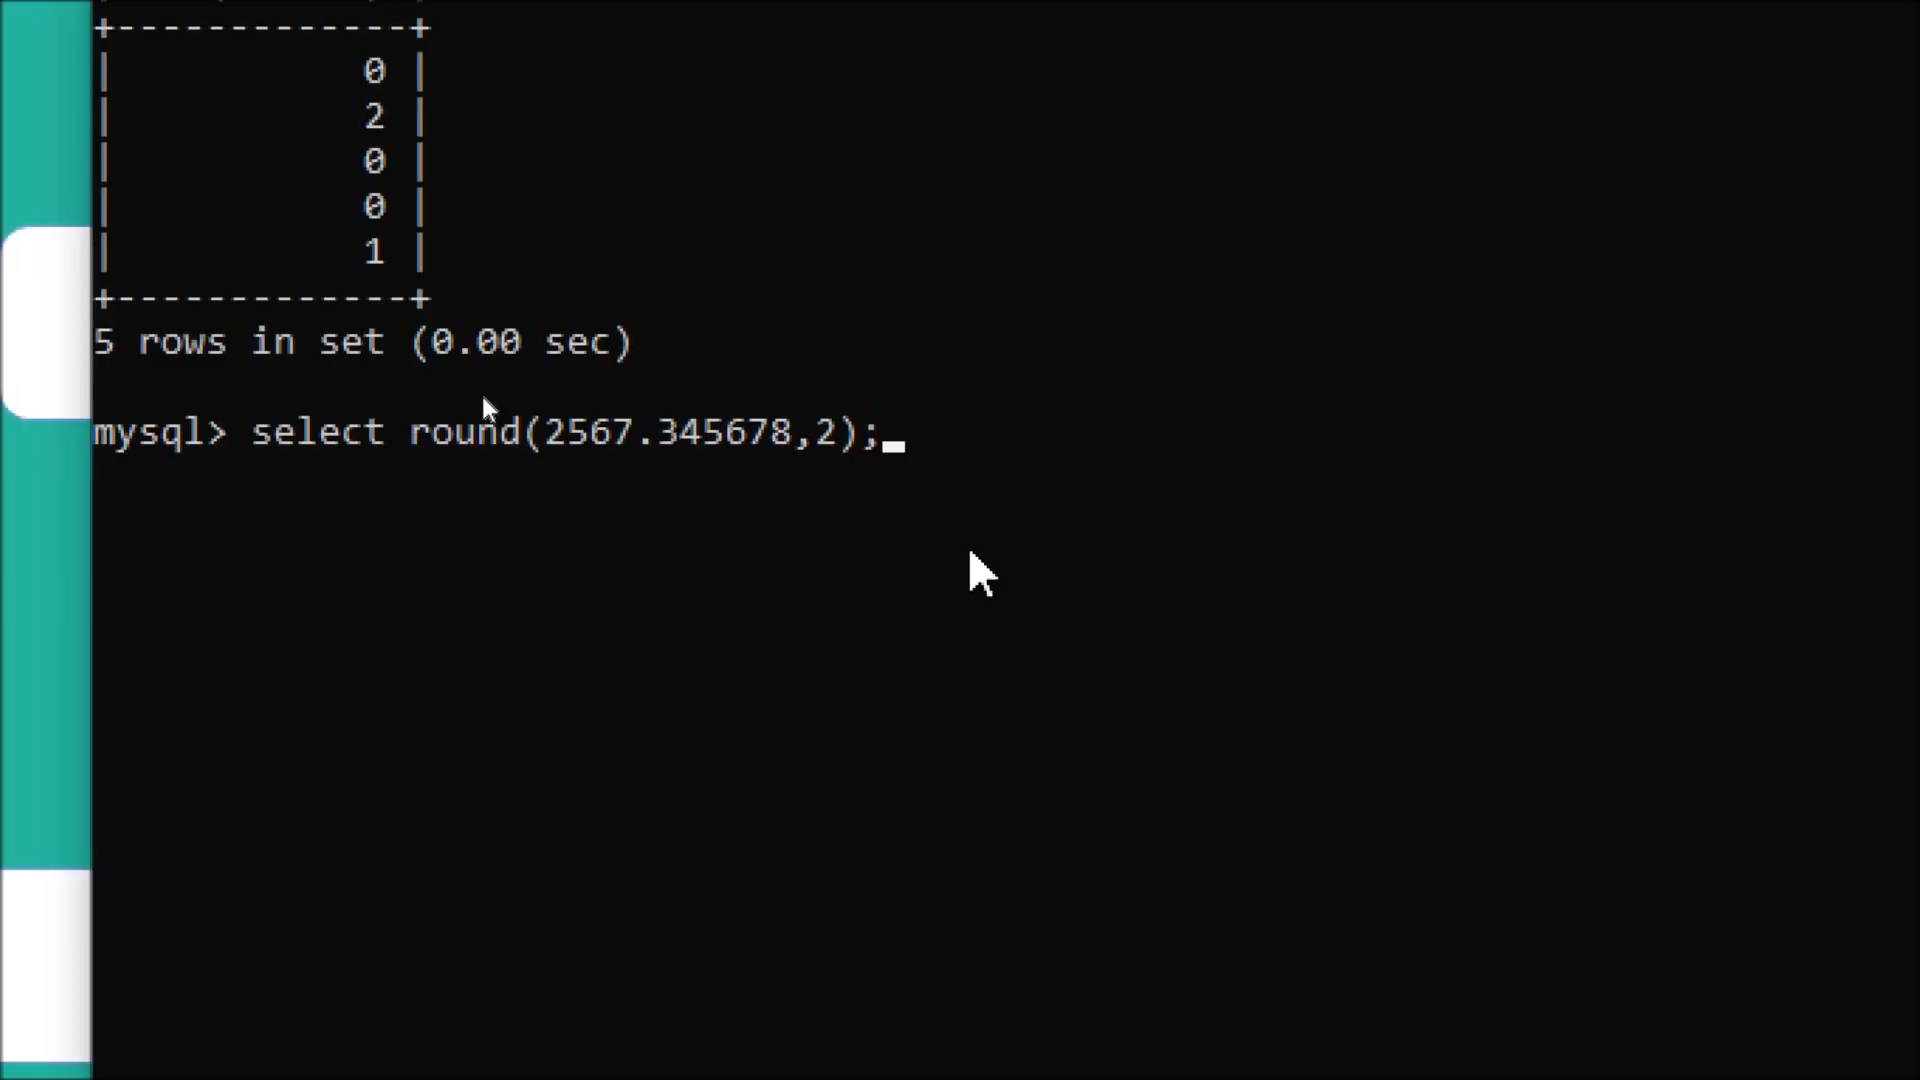 +-------------+
|           0 |
|           2 |
|           0 |
|           0 |
|           1 |
+-------------+
5 rows in set (0.00 sec)
mysql> select round(2567.345678,2);